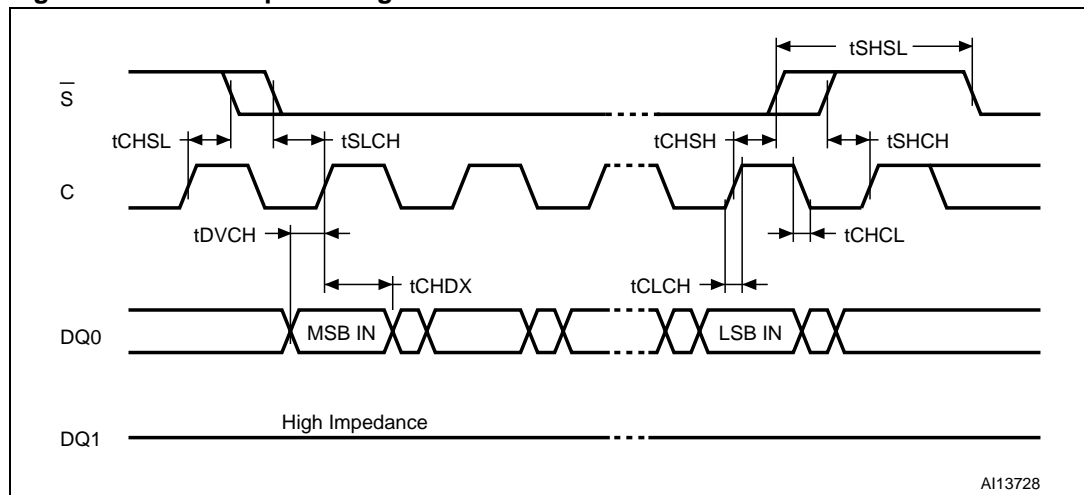 tSHSL
S
tCHSL
tSLCH
tCHSH
tSHCH
C
tDVCH
tCHCL
tCHDX
tCLCH
DQ0
MSB IN
LSB IN
High Impedance
DQ1
AI13728